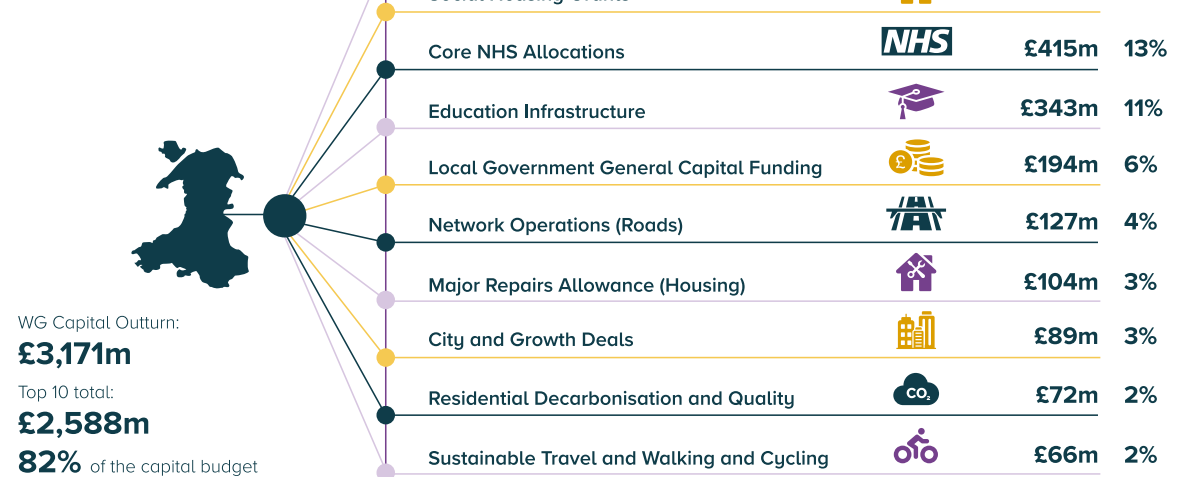 Social Housing Grants
Core NHS Allocations NHS £415m 13%
Education Infrastructure £343m 11%
Local Government General Capital Funding £ £194m 6%
Network Operations (Roads) £127m 4%
Major Repairs Allowance (Housing) £104m 3%
City and Growth Deals £89m 3%
Residential Decarbonisation and Quality CO₂ £72m 2%
Sustainable Travel and Walking and Cycling £66m 2%
WG Capital Outturn:
£3,171m
Top 10 total:
£2,588m
82% of the capital budget